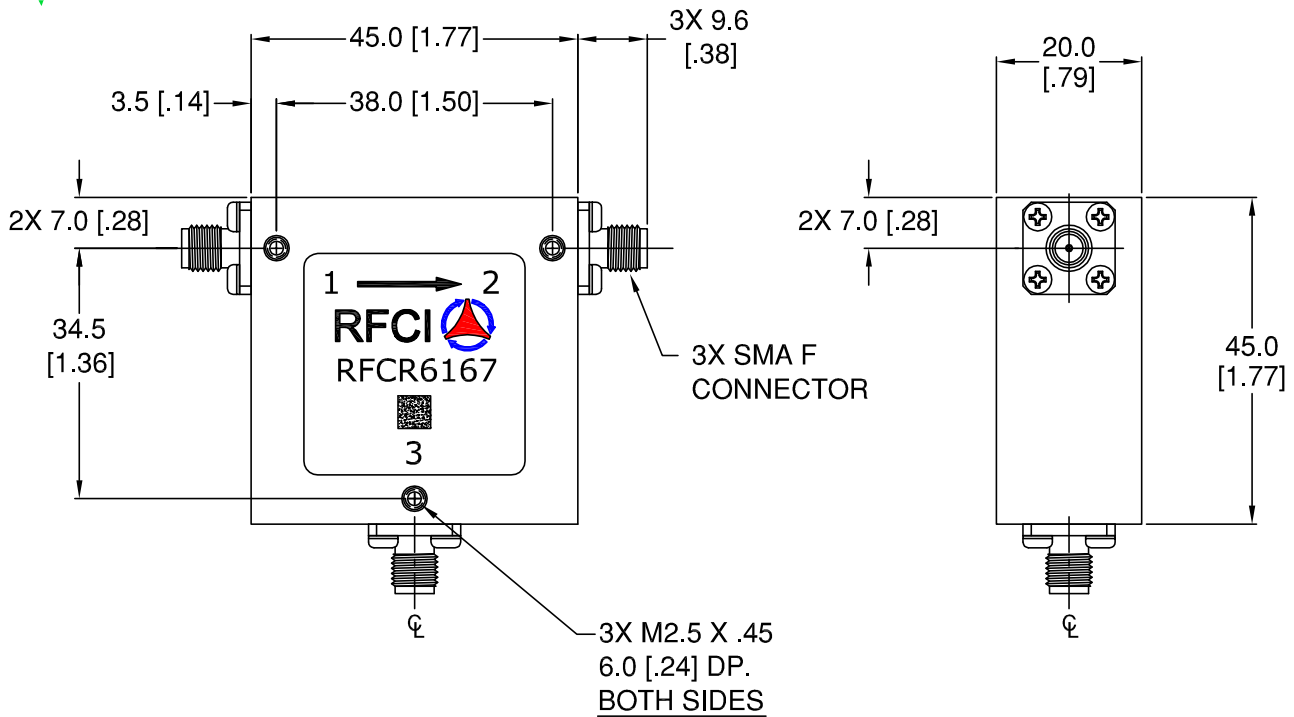 45.0 [1.77]
3X 9.6
[.38]
3.5 [.14]
38.0 [1.50]
2X 7.0 [.28]
34.5
[1.36]
1
2
RFCI
RFCR6167
3
3X SMA F
CONNECTOR
3X M2.5 X .45
6.0 [.24] DP.
BOTH SIDES
℄
20.0
[.79]
2X 7.0 [.28]
45.0
[1.77]
℄